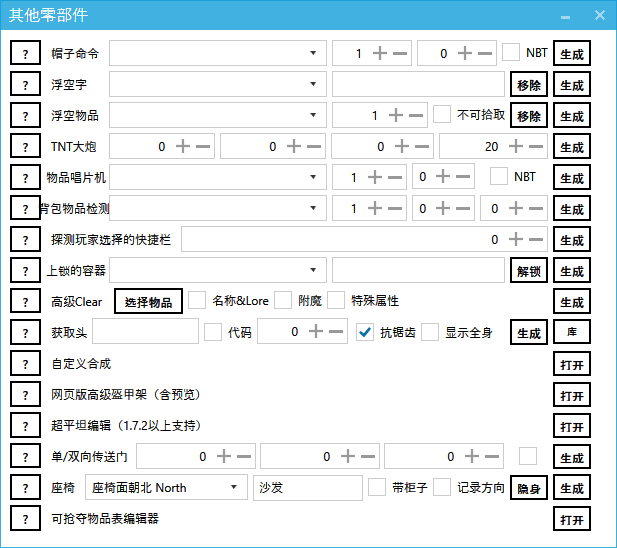 其他零部件
? 帽子命令 1 0 NBT 生成
? 浮空字 移除 生成
? 浮空物品 1 不可拾取 移除 生成
? TNT大炮 0 0 0 20 生成
? 物品唱片机 1 0 NBT 生成
? 背包物品检测 1 0 0 生成
? 探测玩家选择的快捷栏 0 生成
? 上锁的容器 解锁 生成
? 高级Clear 选择物品 名称&Lore 附魔 特殊属性 生成
? 获取头 代码 0 抗锯齿 显示全身 生成 库
? 自定义合成 打开
? 网页版高级盔甲架（含预览） 打开
? 超平坦编辑（1.7.2以上支持） 打开
? 单/双向传送门 0 0 0 生成
? 座椅 座椅面朝北 North 沙发 带柜子 记录方向 隐身 生成
? 可抢夺物品表编辑器 打开